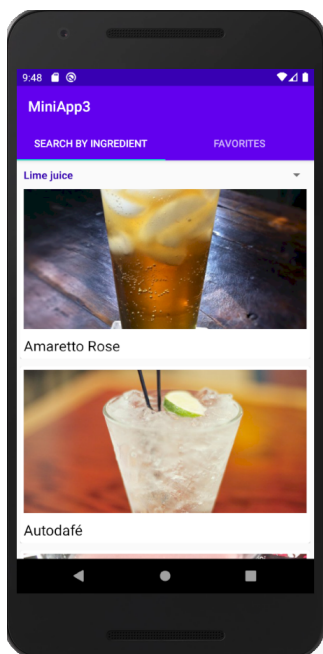 9:48
MiniApp3
SEARCH BY INGREDIENT FAVORITES
Lime juice
Amaretto Rose
Autodafé